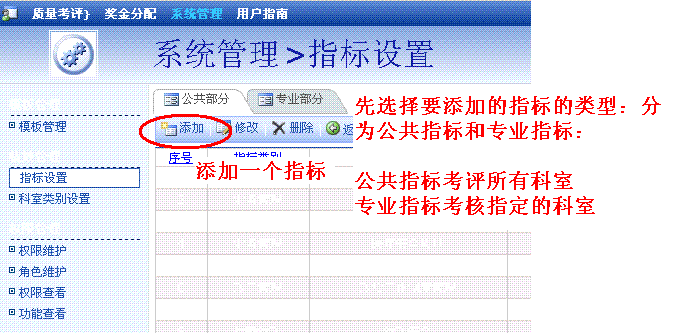 质量考评} 奖金分配 系统管理 用户指南
系统管理 >指标设置
公共部分 专业部分
先选择要添加的指标的类型：分
为公共指标和专业指标：
模板管理
添加 修改 删除 返
序号 指标类别
添加一个指标
指标设置
公共指标考评所有科室
科室类别设置
专业指标考核指定的科室
权限维护
角色维护
权限查看
功能查看